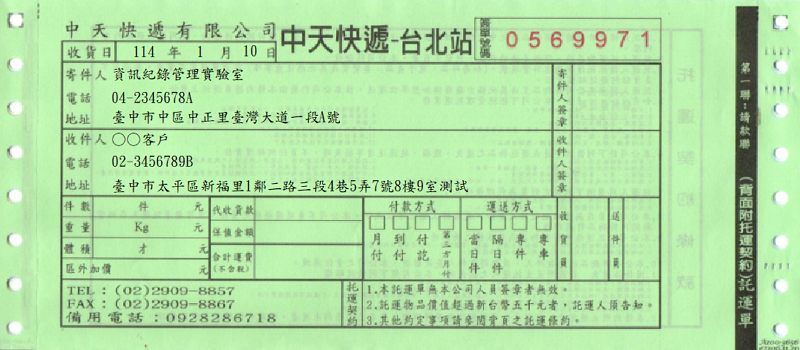 中天快遞有限公司
中天快遞-台北站
簽單號碼 0569971
收貨日 114 年 1 月 10 日
寄件人 資訊紀錄管理實驗室
電話 04-2345678A
地址 臺中市中區中正里臺灣大道一段A號
寄件人簽章
收件人 〇〇客戶
電話 02-3456789B
地址 臺中市太平區新福里1鄰二路三段4巷5弄7號8樓9室測試
收件人簽章
件數 件 元
重量 Kg 元
體積 才 元
區外加價 元
代收貨款
保值金額
合計運費 (不含稅)
付款方式
月付 到付 付訖 第三方月付
運送方式
當日件 隔日件 專件 專車
收貨員
送件員
TEL:(02)2909-8857
FAX:(02)2909-8867
備用電話:0928286718
托運契約
1.本託運單無本公司人員簽章者無效。
2.託運物品價值超過新台幣五千元者,託運人須告知。
3.其他約定事項請參閱背頁之託運條約。
第一聯:請款聯
(背面附托運契約)託運單